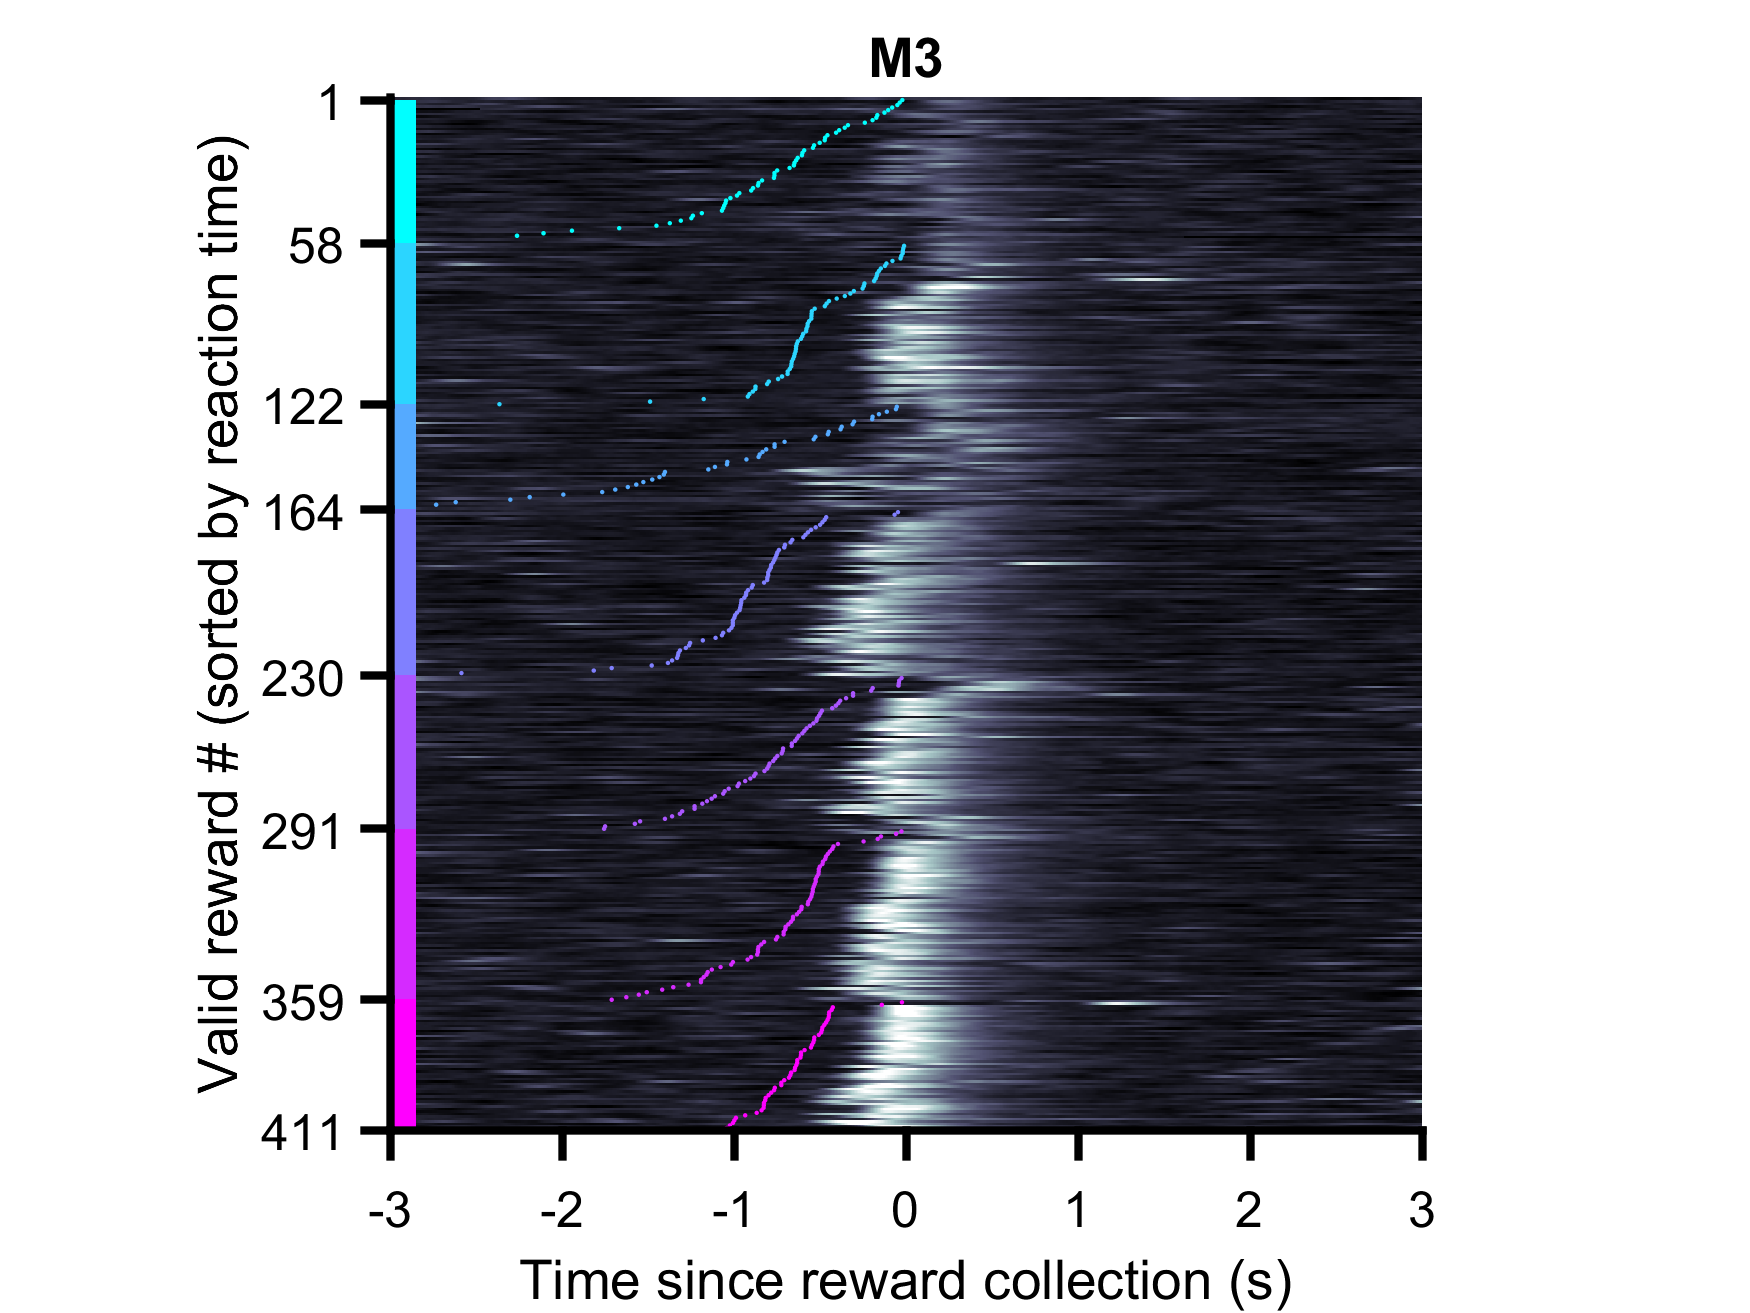 M3
Valid reward # (sorted by reaction time)
1
58
122
164
230
291
359
411
-3 -2 -1 0 1 2 3
Time since reward collection (s)